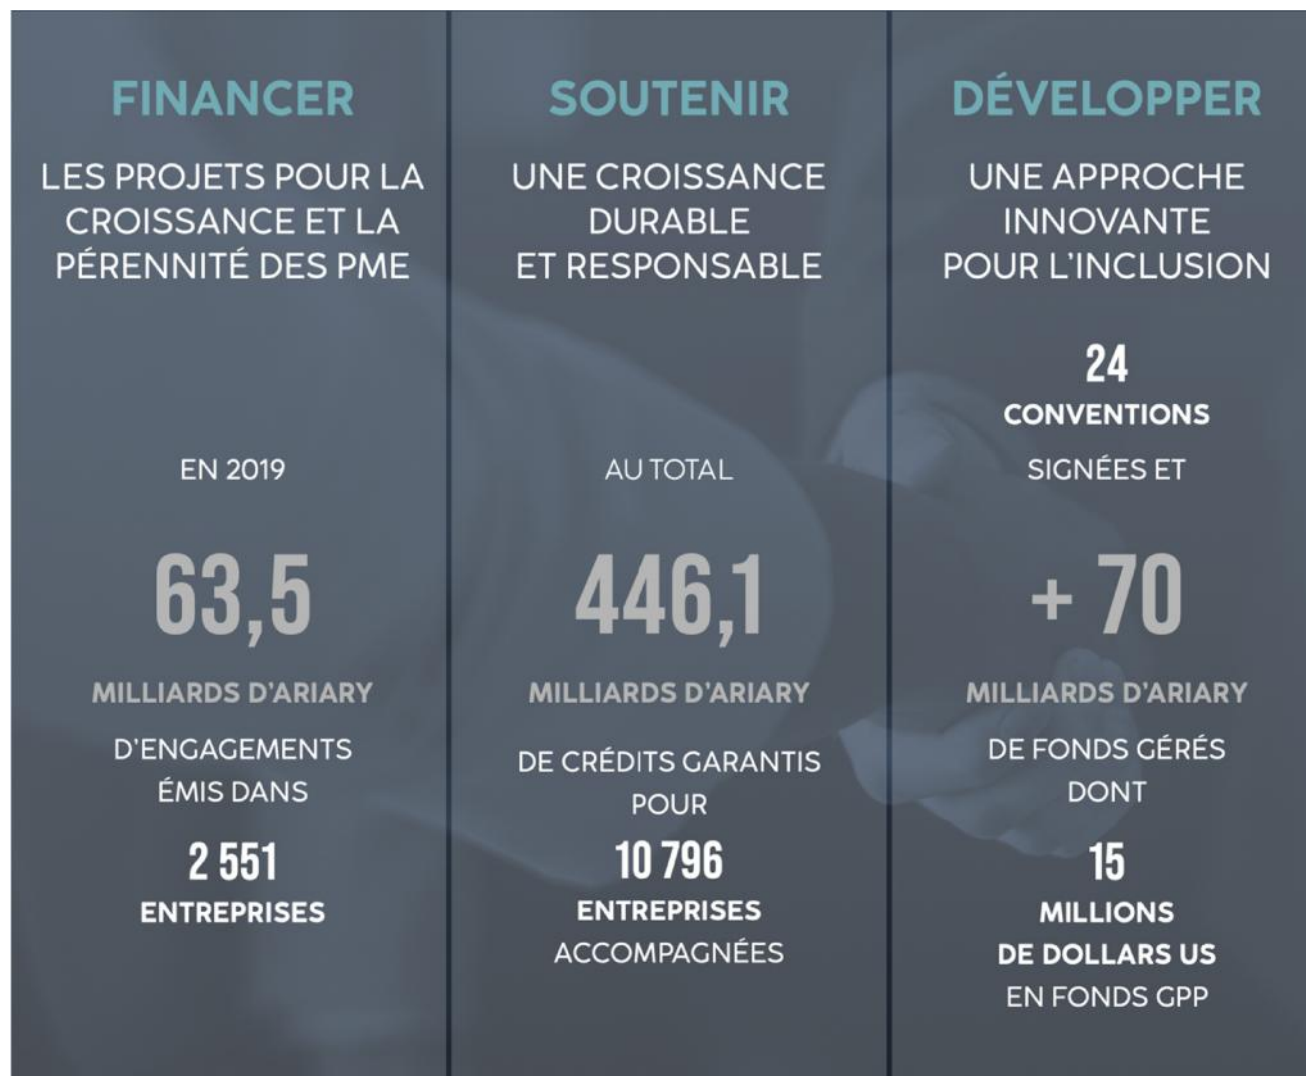 FINANCER
LES PROJETS POUR LA
CROISSANCE ET LA
PÉRENNITÉ DES PME
EN 2019
63,5
MILLIARDS D'ARIARY
D'ENGAGEMENTS
ÉMIS DANS
2 551
ENTREPRISES
SOUTENIR
UNE CROISSANCE
DURABLE
ET RESPONSABLE
AU TOTAL
446,1
MILLIARDS D'ARIARY
DE CRÉDITS GARANTIS
POUR
10 796
ENTREPRISES
ACCOMPAGNÉES
DÉVELOPPER
UNE APPROCHE
INNOVANTE
POUR L'INCLUSION
24
CONVENTIONS
SIGNÉES ET
+ 70
MILLIARDS D'ARIARY
DE FONDS GÉRÉS
DONT
15
MILLIONS
DE DOLLARS US
EN FONDS GPP